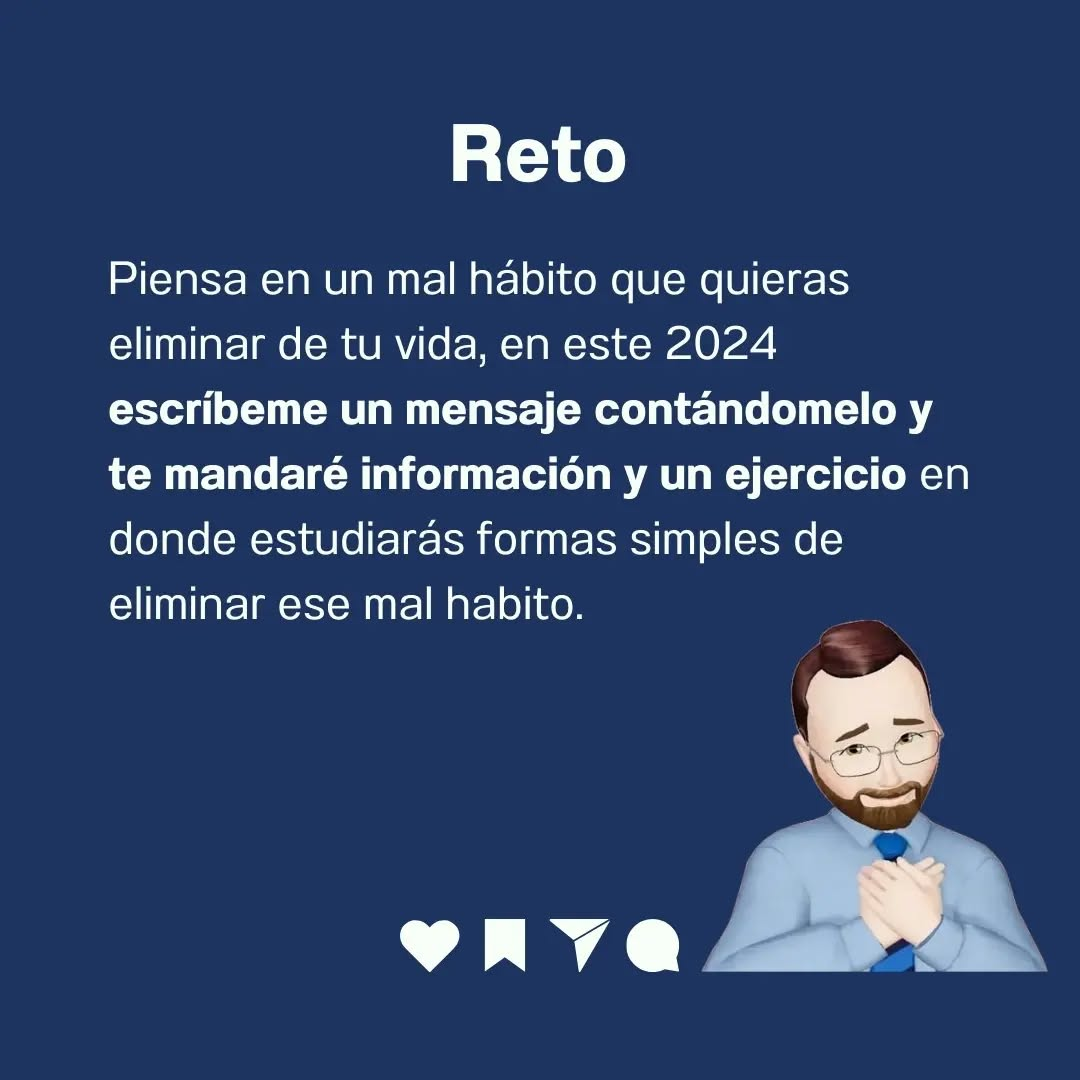 Reto
Piensa en un mal hábito que quieras
eliminar de tu vida, en este 2024
escríbeme un mensaje contándomelo y
te mandaré información y un ejercicio en
donde estudiarás formas simples de
eliminar ese mal habito.